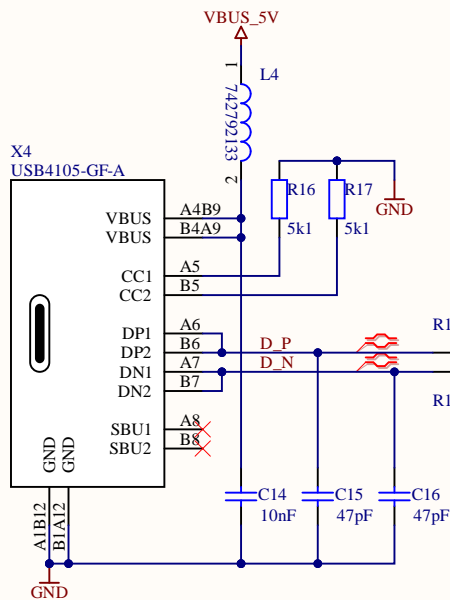 VBUS_5V
1
L4
742792133
2
X4
USB4105-GF-A
R16
R17
5k1
5k1
GND
VBUS
A4B9
VBUS
B4A9
CC1
A5
CC2
B5
DP1
A6
DP2
B6
D_P
R1
DN1
A7
D_N
DN2
B7
R1
SBU1
A8
SBU2
B8
GND
GND
A1B12
B1A12
C14
10nF
C15
47pF
C16
47pF
GND